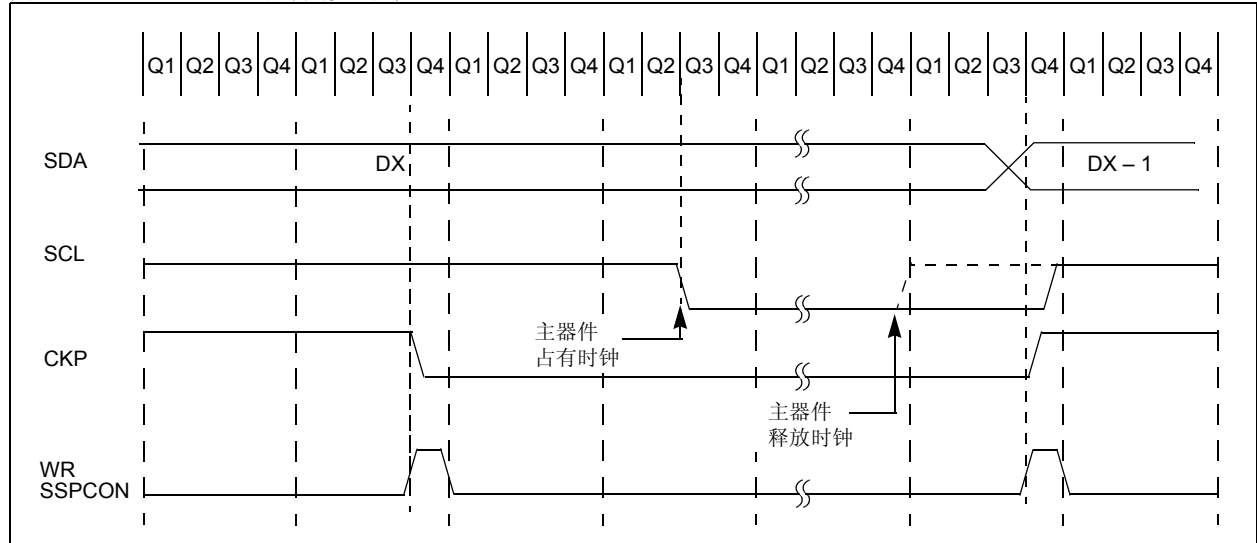 Q1 Q2 Q3 Q4 Q1 Q2 Q3 Q4 Q1 Q2 Q3 Q4 Q1 Q2 Q3 Q4 Q1 Q2 Q3 Q4 Q1 Q2 Q3 Q4 Q1 Q2 Q3 Q4
SDA
DX
DX – 1
SCL
主器件
占有时钟
CKP
主器件
释放时钟
WR
SSPCON